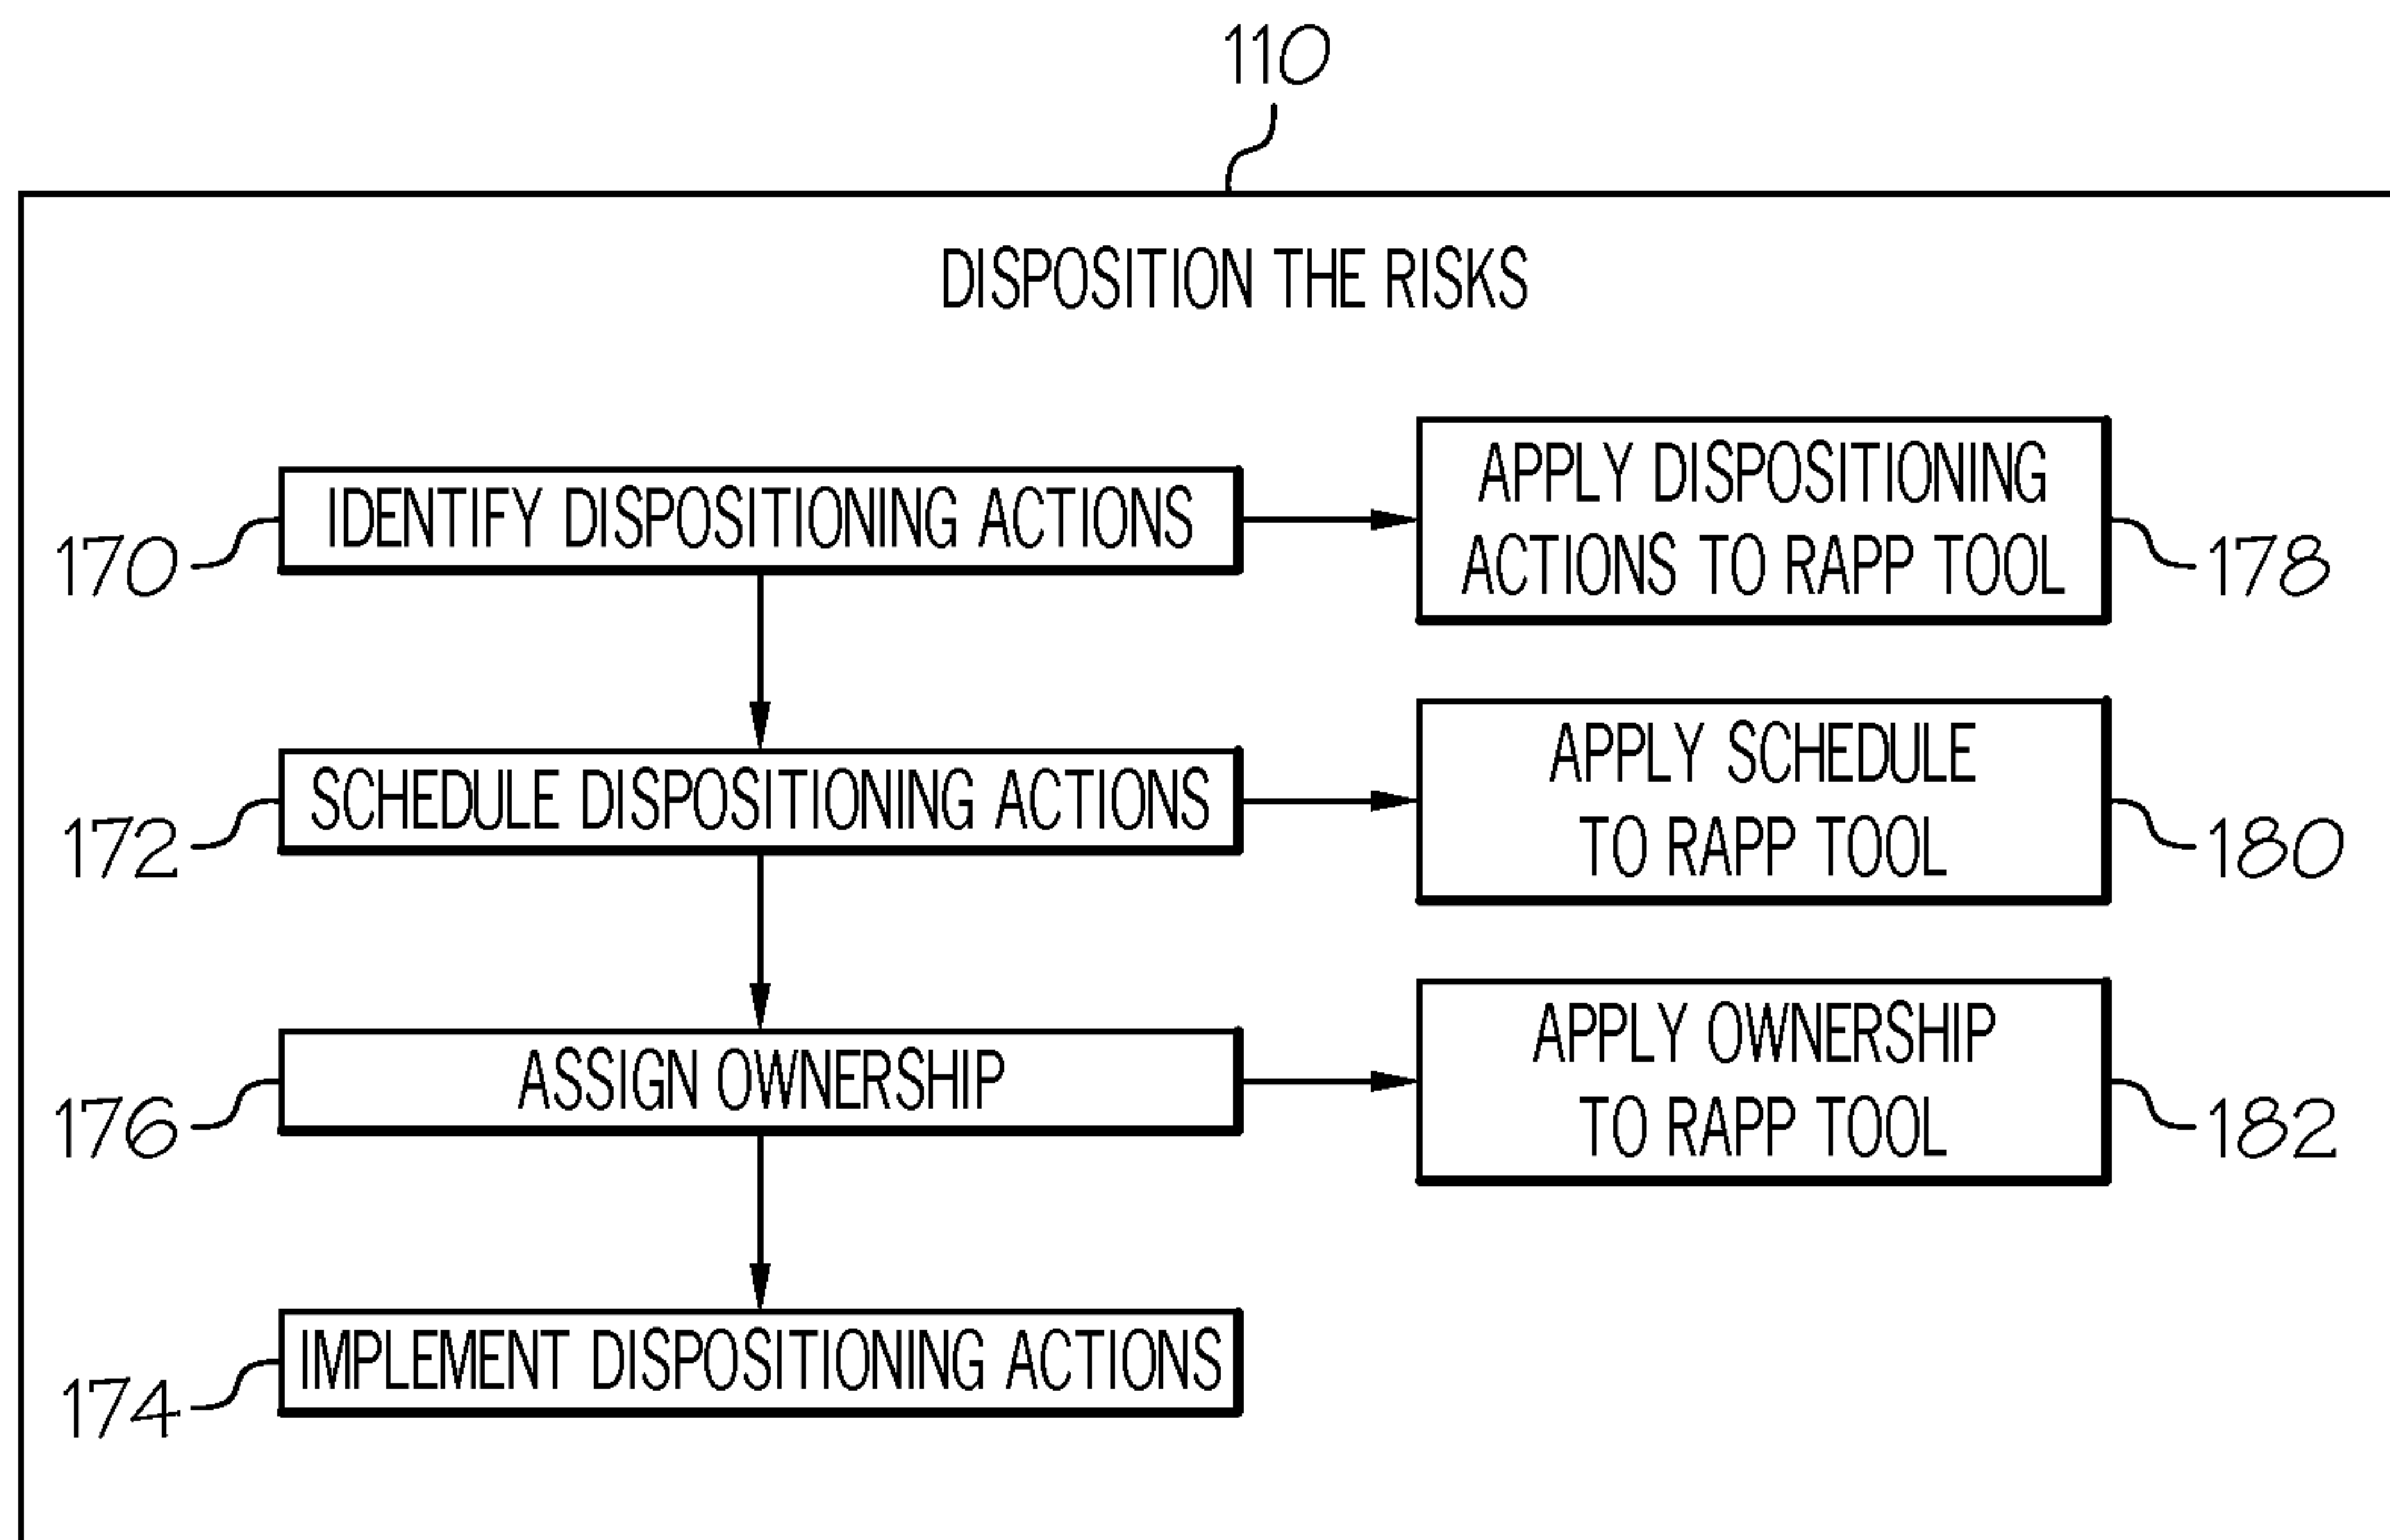 110
DISPOSITION THE RISKS
170
IDENTIFY DISPOSITIONING ACTIONS
APPLY DISPOSITIONING
ACTIONS TO RAPP TOOL
178
172
SCHEDULE DISPOSITIONING ACTIONS
APPLY SCHEDULE
TO RAPP TOOL
180
176
ASSIGN OWNERSHIP
APPLY OWNERSHIP
TO RAPP TOOL
182
174
IMPLEMENT DISPOSITIONING ACTIONS